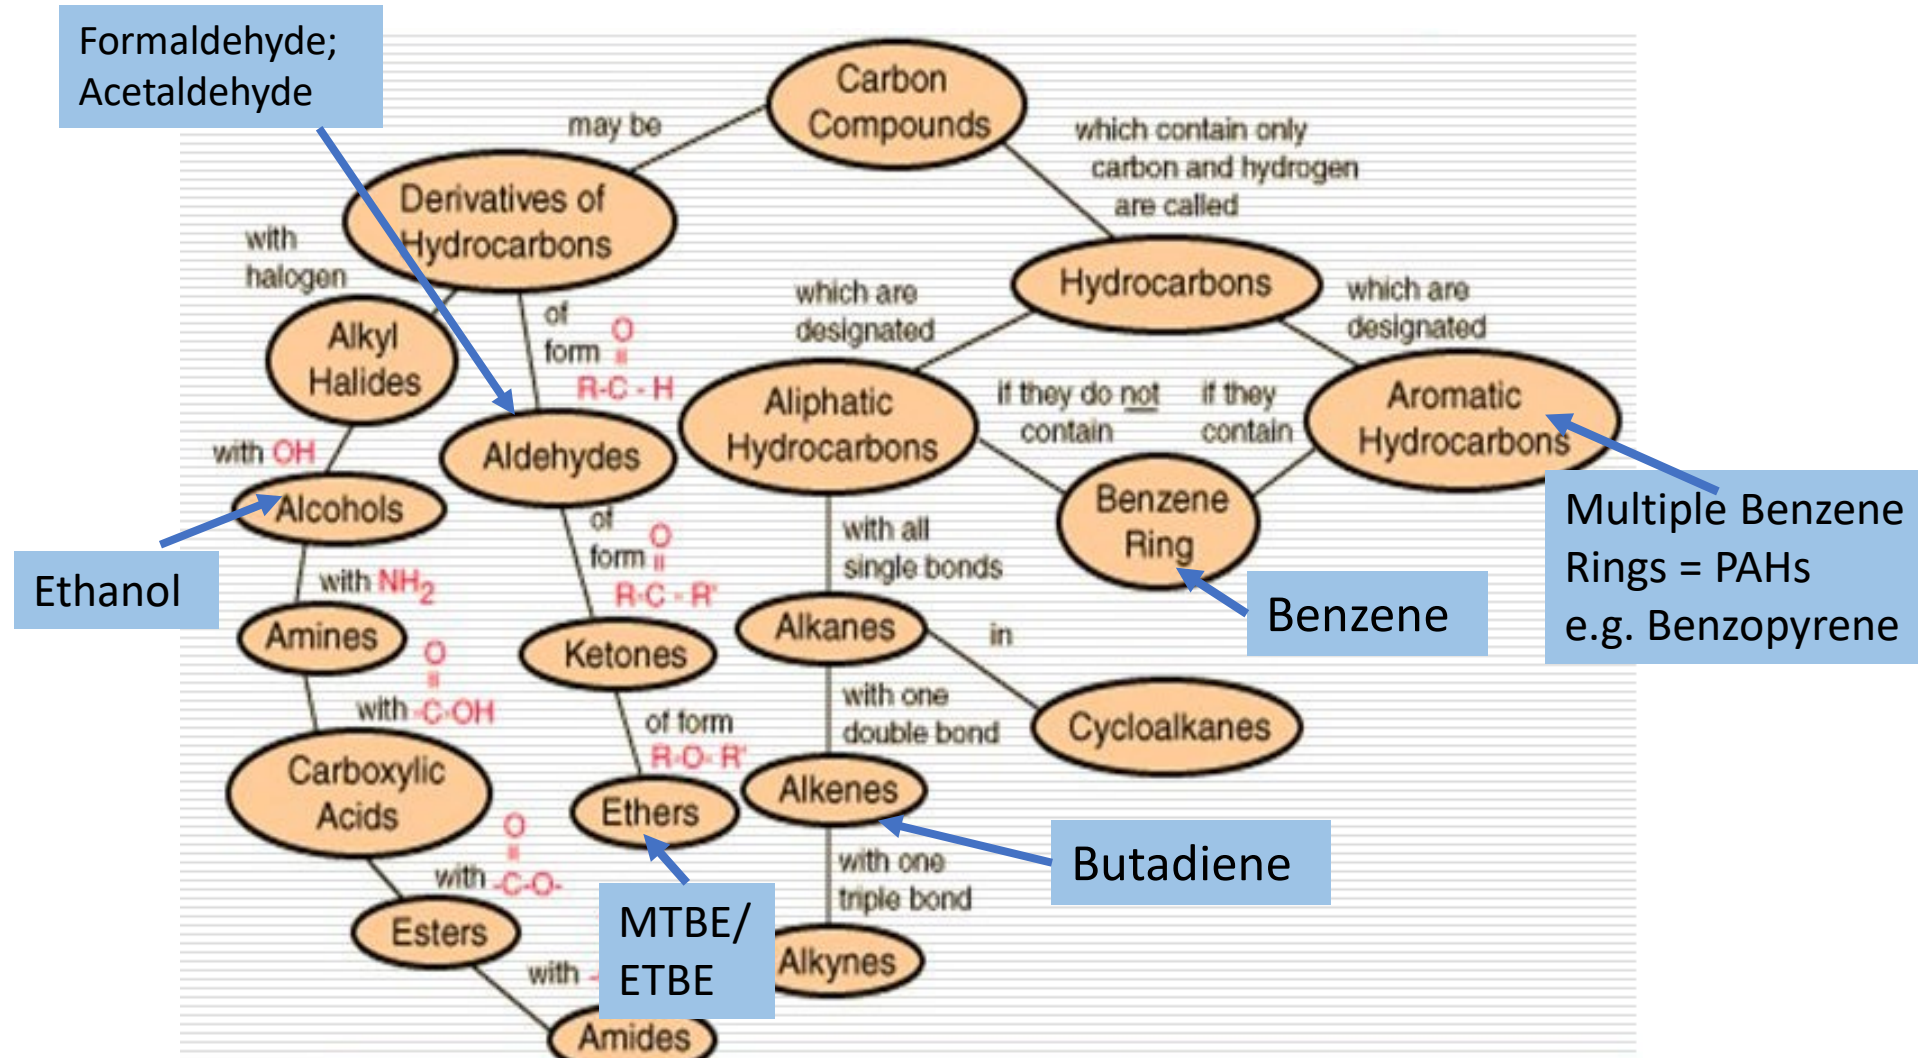 Formaldehyde;
Acetaldehyde
Carbon
Compounds
may be
which contain only
carbon and hydrogen
are called
Derivatives of
Hydrocarbons
with
halogen
Hydrocarbons
which are
designated
which are
designated
of
form
O
R-C - H
Alkyl
Halides
Aliphatic
Hydrocarbons
if they do not
contain
if they
contain
Aromatic
Hydrocarbons
with OH
Aldehydes
Alcohols
Benzene
Ring
Multiple Benzene
Rings = PAHs
e.g. Benzopyrene
of
form
O
R-C - R'
with all
single bonds
Ethanol
with NH2
Benzene
Amines
Ketones
Alkanes
in
O
with -C-OH
of form
R-O- R'
with one
double bond
Cycloalkanes
Carboxylic
Acids
Ethers
Alkenes
Butadiene
O
with -C-O-
with one
triple bond
MTBE/
ETBE
Esters
Alkynes
with -
Amides